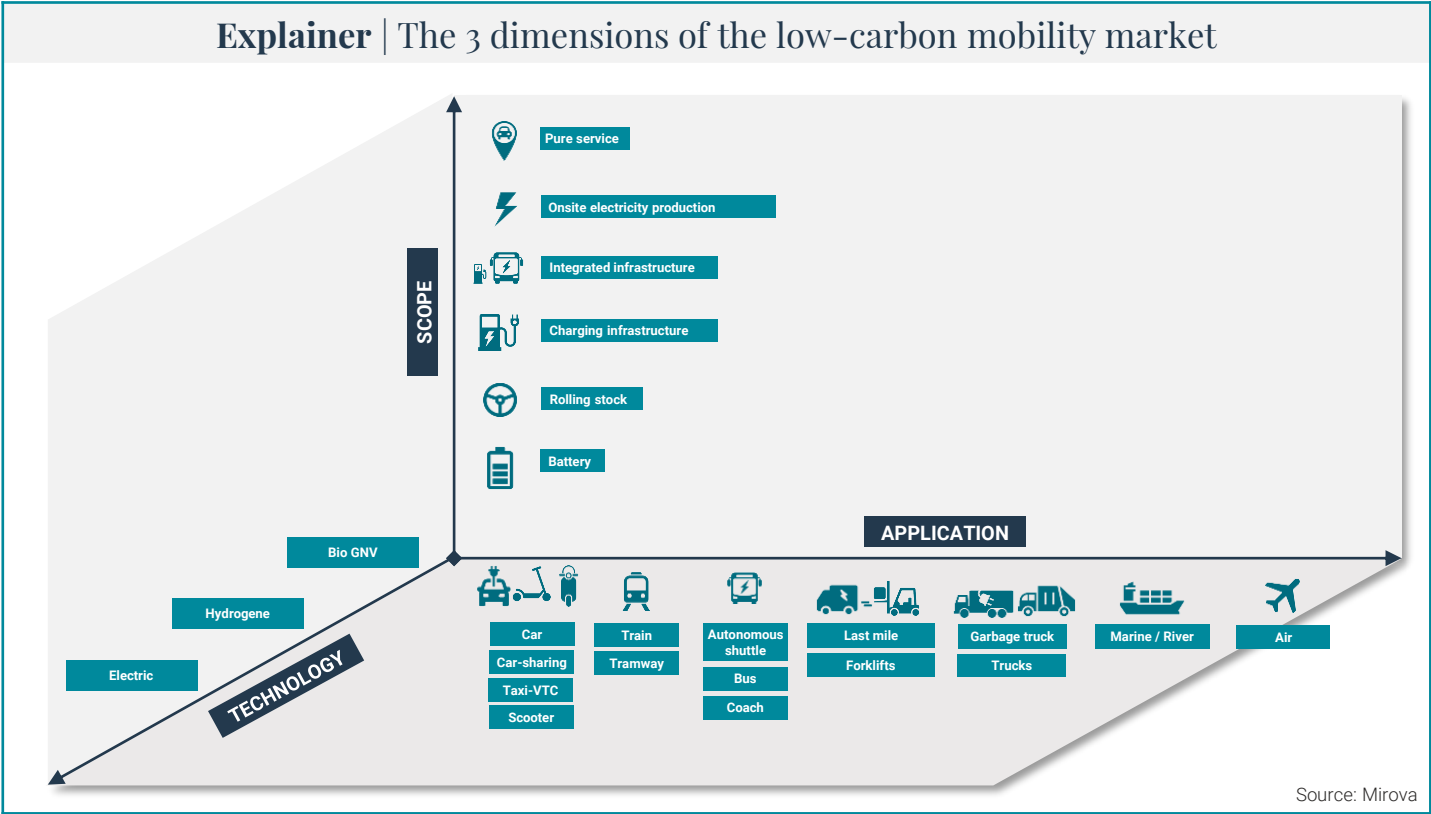 Explainer | The 3 dimensions of the low-carbon mobility market
Pure service
Onsite electricity production
Integrated infrastructure
SCOPE
Charging infrastructure
Rolling stock
Battery
APPLICATION
Bio GNV
Hydrogene
Electric
TECHNOLOGY
Car
Car-sharing
Taxi-VTC
Scooter
Train
Tramway
Autonomous
shuttle
Bus
Coach
Last mile
Forklifts
Garbage truck
Trucks
Marine / River
Air
Source: Mirova